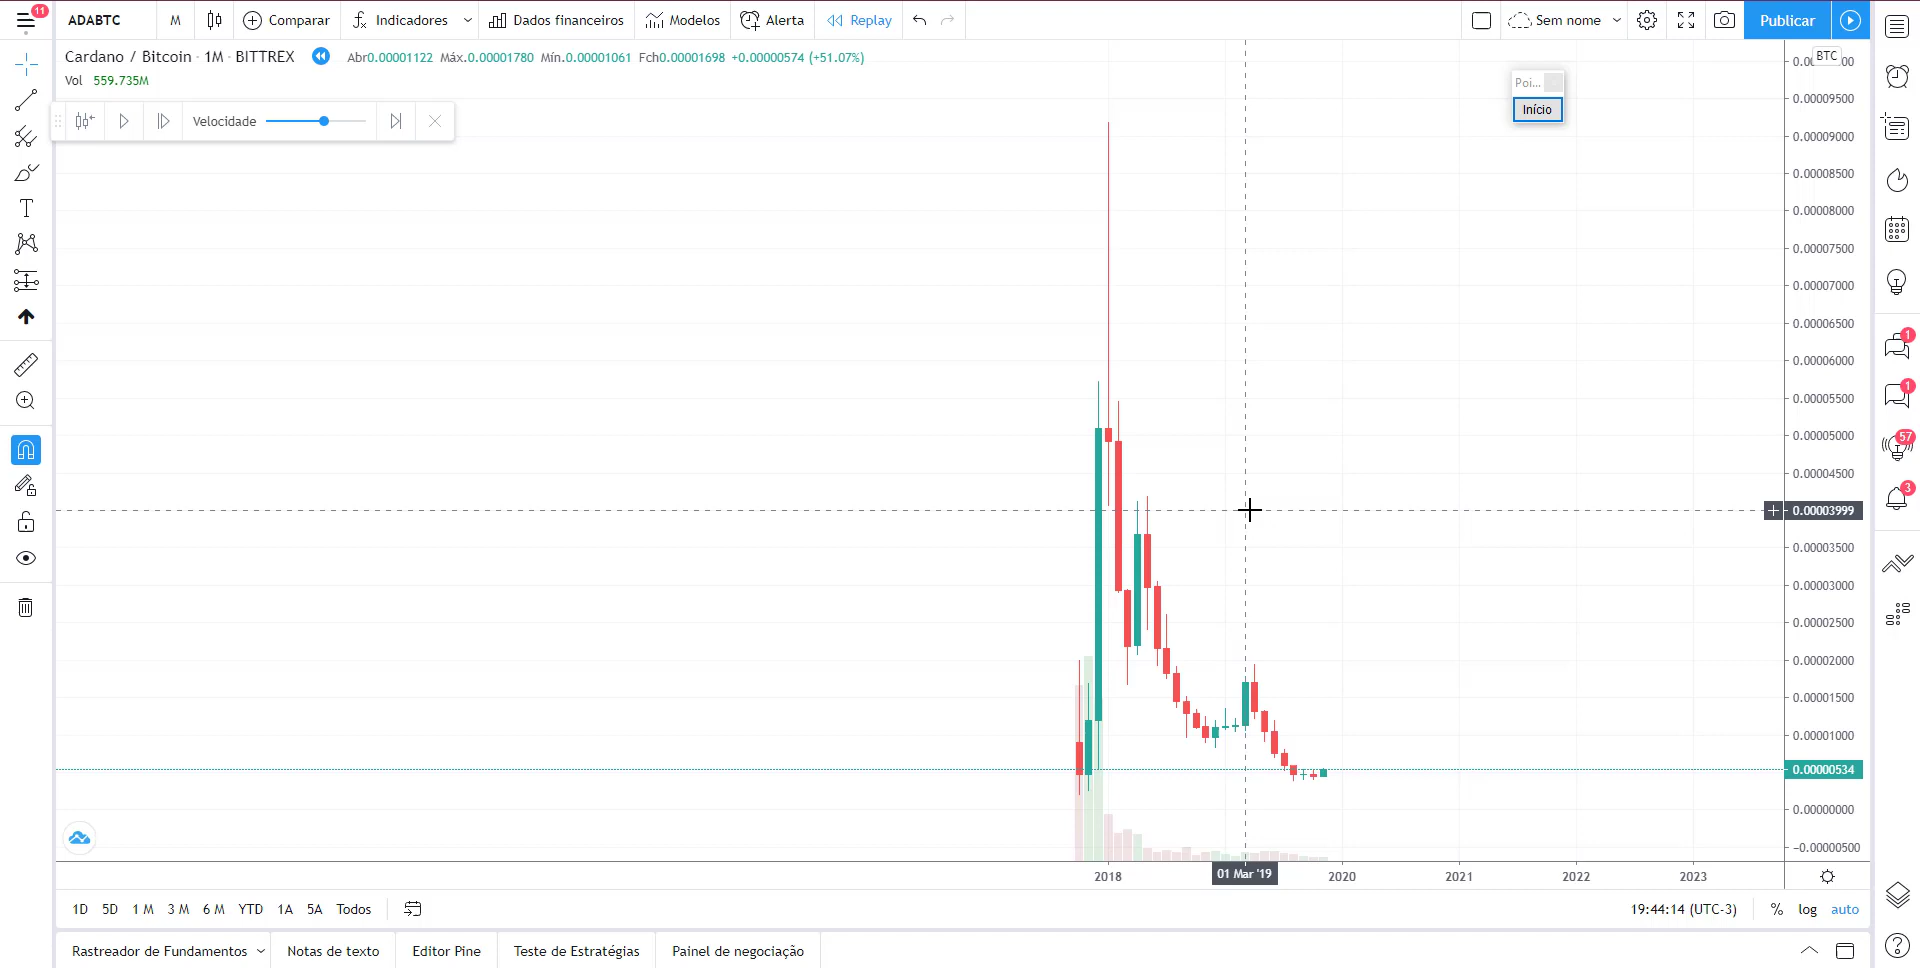 11 ADABTC M Comparar Indicadores Dados financeiros Modelos Alerta Replay Sem nome Publicar
Cardano / Bitcoin · 1M · BITTREX Abr0.00001122 Máx.0.00001780 Mín.0.00001061 Fch0.00001698 +0.00000574 (+51.07%)
BTC
Vol 559.735M
Poi...
Início
Velocidade
0.00009500
0.00009000
0.00008500
0.00008000
0.00007500
0.00007000
0.00006500
0.00006000
0.00005500
0.00005000
0.00004500
0.00003999
0.00003500
0.00003000
0.00002500
0.00002000
0.00001500
0.00001000
0.00000534
0.00000000
−0.00000500
1
1
57
3
2018 01 Mar '19 2020 2021 2022 2023
1D 5D 1 M 3 M 6 M YTD 1A 5A Todos 19:44:14 (UTC-3) % log auto
Rastreador de Fundamentos Notas de texto Editor Pine Teste de Estratégias Painel de negociação